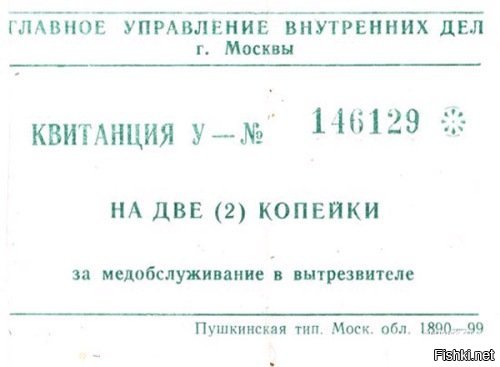 ГЛАВНОЕ УПРАВЛЕНИЕ ВНУТРЕННИХ ДЕЛ
г. Москвы
КВИТАНЦИЯ У — № 146129
НА ДВЕ (2) КОПЕЙКИ
за медобслуживание в вытрезвителе
Пушкинская тип. Моск. обл. 1890—99
Fishki.net